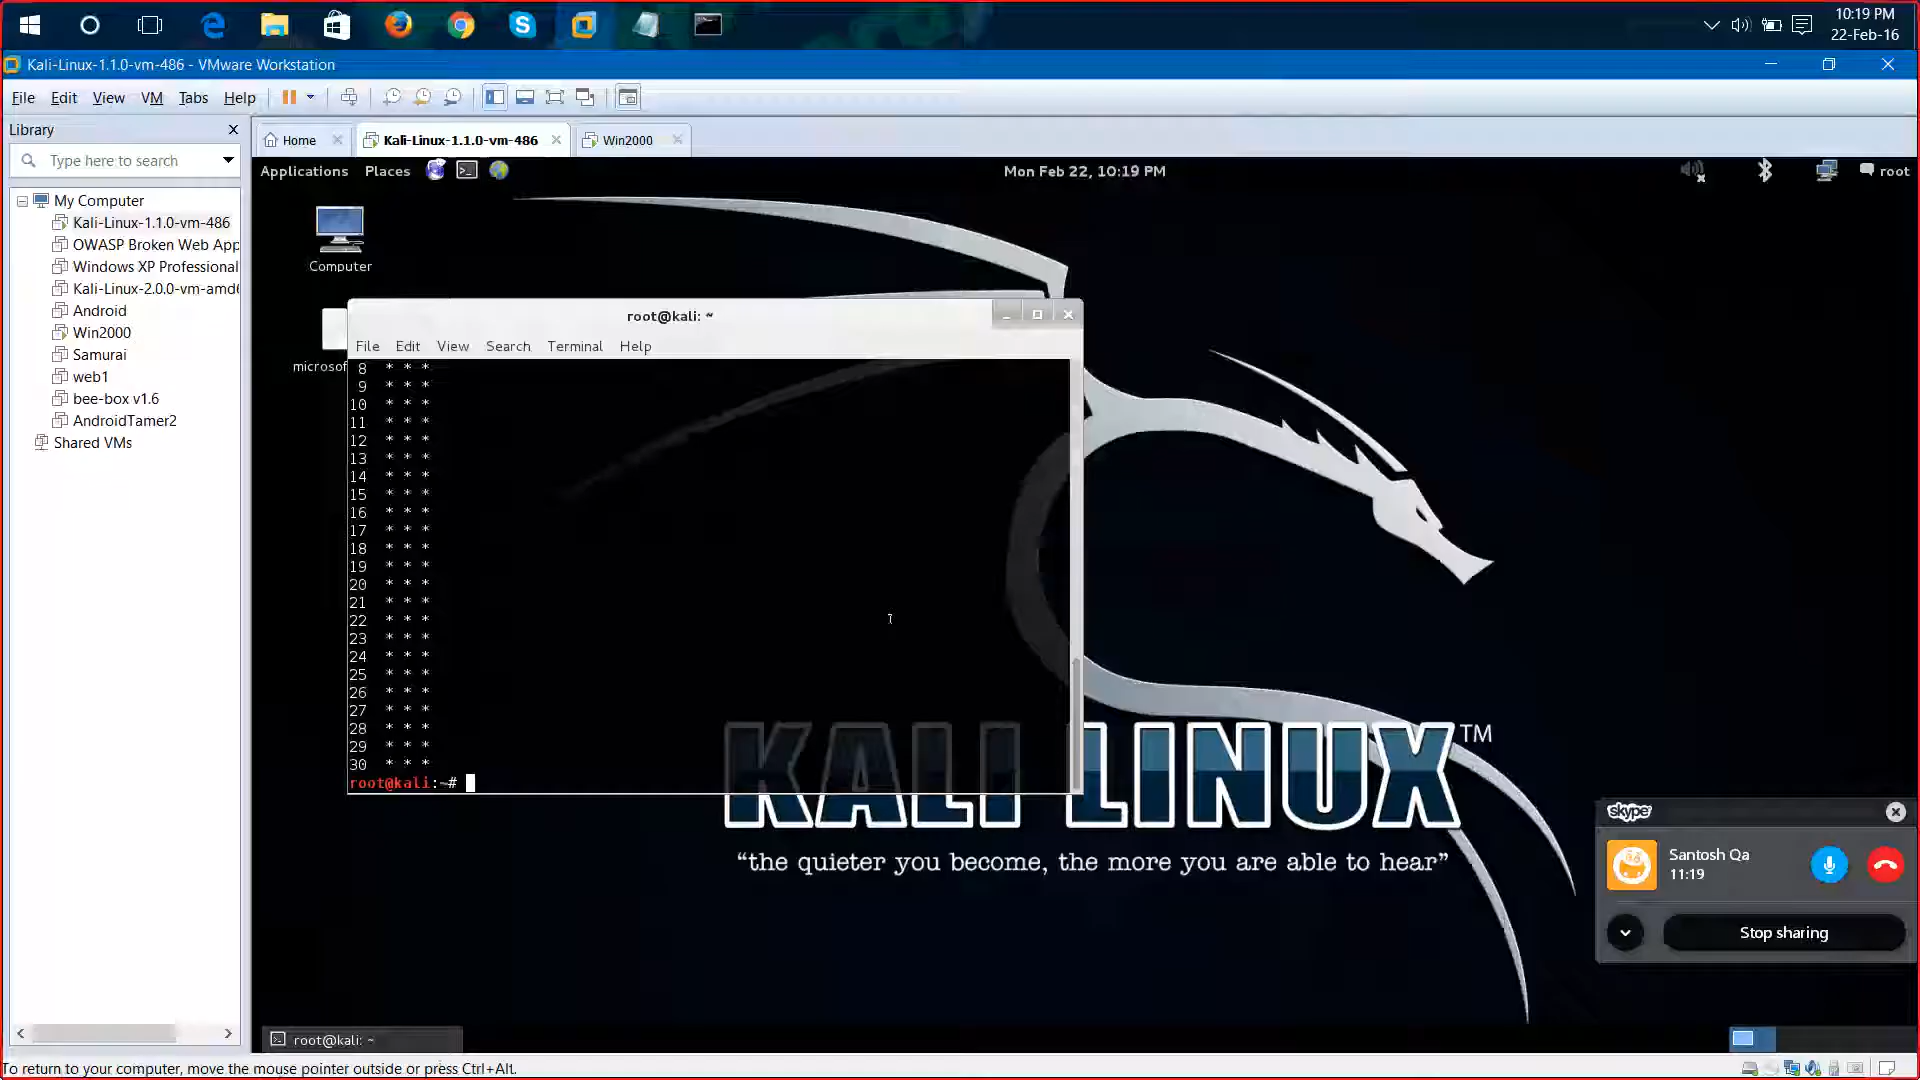 10:19 PM
22-Feb-16
Kali-Linux-1.1.0-vm-486 - VMware Workstation
File Edit View VM Tabs Help
Library
Type here to search
My Computer
Kali-Linux-1.1.0-vm-486
OWASP Broken Web App
Windows XP Professional
Kali-Linux-2.0.0-vm-amd6
Android
Win2000
Samurai
web1
bee-box v1.6
AndroidTamer2
Shared VMs
Home Kali-Linux-1.1.0-vm-486 Win2000
Applications Places Mon Feb 22, 10:19 PM root
Computer
microsof
root@kali: ~
File Edit View Search Terminal Help
8 * * *
9 * * *
10 * * *
11 * * *
12 * * *
13 * * *
14 * * *
15 * * *
16 * * *
17 * * *
18 * * *
19 * * *
20 * * *
21 * * *
22 * * *
23 * * *
24 * * *
25 * * *
26 * * *
27 * * *
28 * * *
29 * * *
30 * * *
root@kali:~#
KALI LINUX™
“the quieter you become, the more you are able to hear”
skype
Santosh Qa
11:19
Stop sharing
root@kali: ~
To return to your computer, move the mouse pointer outside or press Ctrl+Alt.